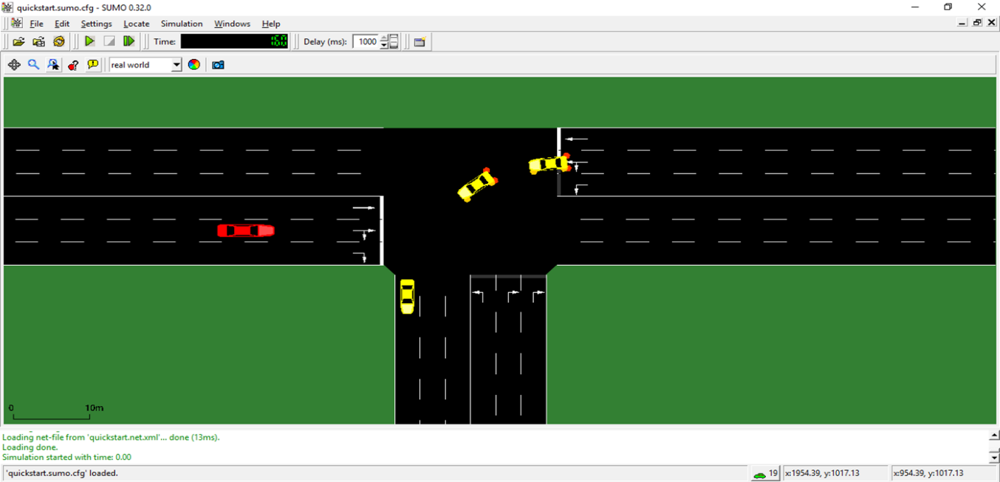 quickstart.sumo.cfg - SUMO 0.32.0
File Edit Settings Locate Simulation Windows Help
Time: 16.0 Delay (ms): 1000
real world
0 10m
Loading net-file from 'quickstart.net.xml'... done (13ms).
Loading done.
Simulation started with time: 0.00
'quickstart.sumo.cfg' loaded. 19 x:1954.39, y:1017.13 x:954.39, y:1017.13